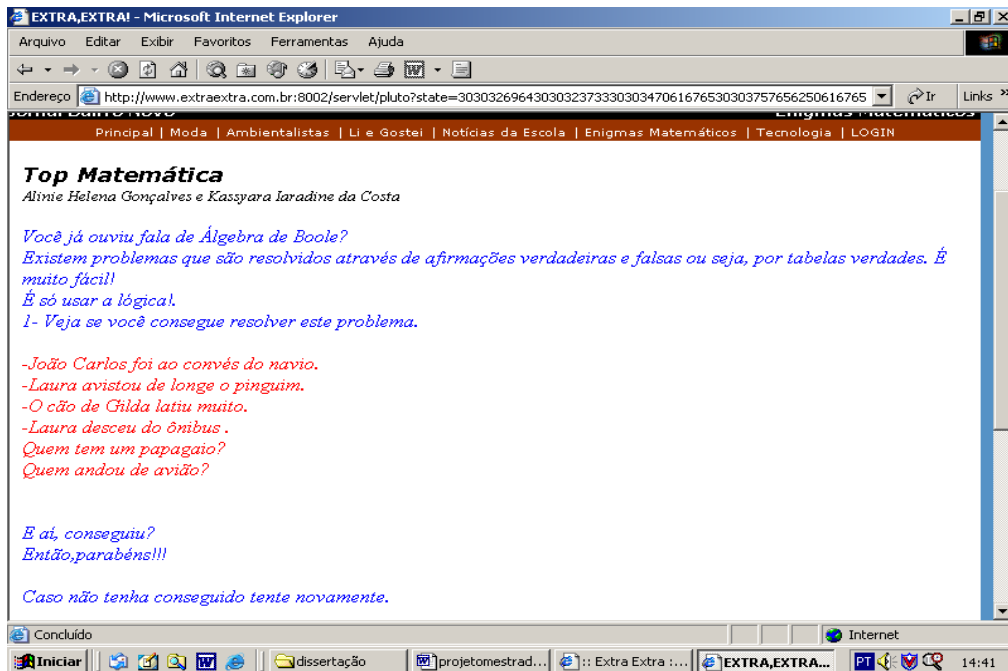 EXTRA,EXTRA! - Microsoft Internet Explorer
Arquivo Editar Exibir Favoritos Ferramentas Ajuda
Endereço http://www.extraextra.com.br:8002/servlet/pluto?state=303032696430303237333030347061676530303757656250616765 Ir Links »
Jornal Bairro Novo Enigmas Matemáticos
Principal | Moda | Ambientalistas | Li e Gostei | Notícias da Escola | Enigmas Matemáticos | Tecnologia | LOGIN
Top Matemática
Alinie Helena Gonçalves e Kassyara Iaradine da Costa
Você já ouviu fala de Álgebra de Boole?
Existem problemas que são resolvidos através de afirmações verdadeiras e falsas ou seja, por tabelas verdades. É
muito fácil!
É só usar a lógica!.
1- Veja se você consegue resolver este problema.
-João Carlos foi ao convés do navio.
-Laura avistou de longe o pinguim.
-O cão de Gilda latiu muito.
-Laura desceu do ônibus .
Quem tem um papagaio?
Quem andou de avião?
E aí, conseguiu?
Então,parabéns!!!
Caso não tenha conseguido tente novamente.
Concluído Internet
Iniciar dissertação projetomestrad... :: Extra Extra :... EXTRA,EXTRA... PT 14:41